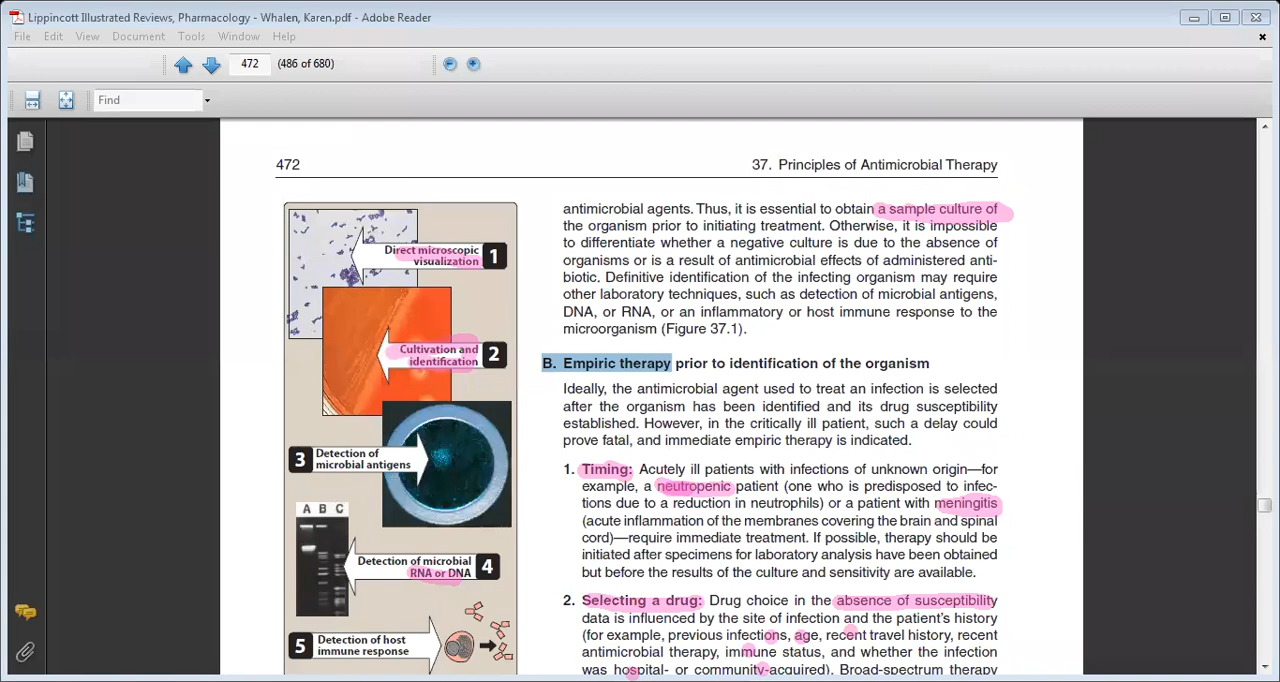 Lippincott Illustrated Reviews, Pharmacology - Whalen, Karen.pdf - Adobe Reader
File Edit View Document Tools Window Help
472 (486 of 680)
Find
472
37. Principles of Antimicrobial Therapy
Direct microscopic
visualization
1
Cultivation and
identification
2
3
Detection of
microbial antigens
A B C
Detection of microbial
RNA or DNA
4
5
Detection of host
immune response
antimicrobial agents. Thus, it is essential to obtain a sample culture of
the organism prior to initiating treatment. Otherwise, it is impossible
to differentiate whether a negative culture is due to the absence of
organisms or is a result of antimicrobial effects of administered anti-
biotic. Definitive identification of the infecting organism may require
other laboratory techniques, such as detection of microbial antigens,
DNA, or RNA, or an inflammatory or host immune response to the
microorganism (Figure 37.1).
B. Empiric therapy prior to identification of the organism
Ideally, the antimicrobial agent used to treat an infection is selected
after the organism has been identified and its drug susceptibility
established. However, in the critically ill patient, such a delay could
prove fatal, and immediate empiric therapy is indicated.
1. Timing: Acutely ill patients with infections of unknown origin—for
example, a neutropenic patient (one who is predisposed to infec-
tions due to a reduction in neutrophils) or a patient with meningitis
(acute inflammation of the membranes covering the brain and spinal
cord)—require immediate treatment. If possible, therapy should be
initiated after specimens for laboratory analysis have been obtained
but before the results of the culture and sensitivity are available.
2. Selecting a drug: Drug choice in the absence of susceptibility
data is influenced by the site of infection and the patient's history
(for example, previous infections, age, recent travel history, recent
antimicrobial therapy, immune status, and whether the infection
was hospital- or community-acquired). Broad-spectrum therapy